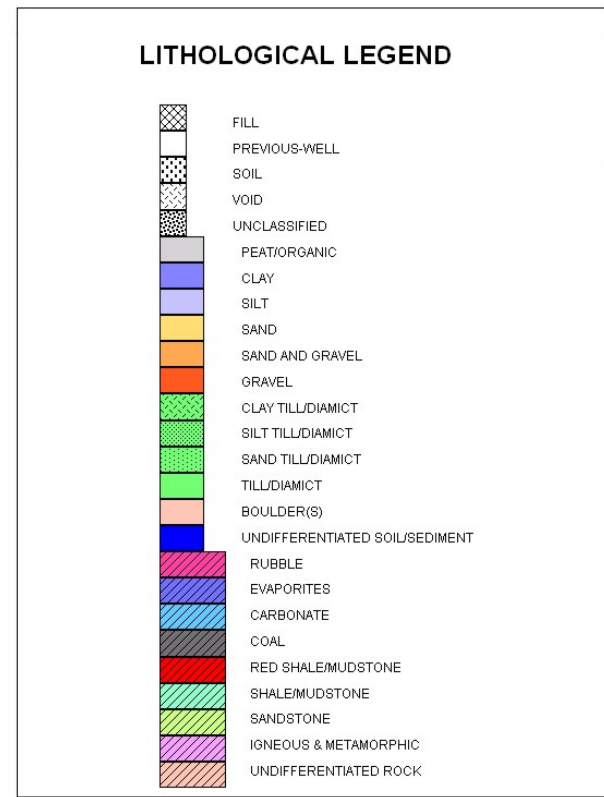 LITHOLOGICAL LEGEND
FILL
PREVIOUS-WELL
SOIL
VOID
UNCLASSIFIED
PEAT/ORGANIC
CLAY
SILT
SAND
SAND AND GRAVEL
GRAVEL
CLAY TILL/DIAMICT
SILT TILL/DIAMICT
SAND TILL/DIAMICT
TILL/DIAMICT
BOULDER(S)
UNDIFFERENTIATED SOIL/SEDIMENT
RUBBLE
EVAPORITES
CARBONATE
COAL
RED SHALE/MUDSTONE
SHALE/MUDSTONE
SANDSTONE
IGNEOUS & METAMORPHIC
UNDIFFERENTIATED ROCK